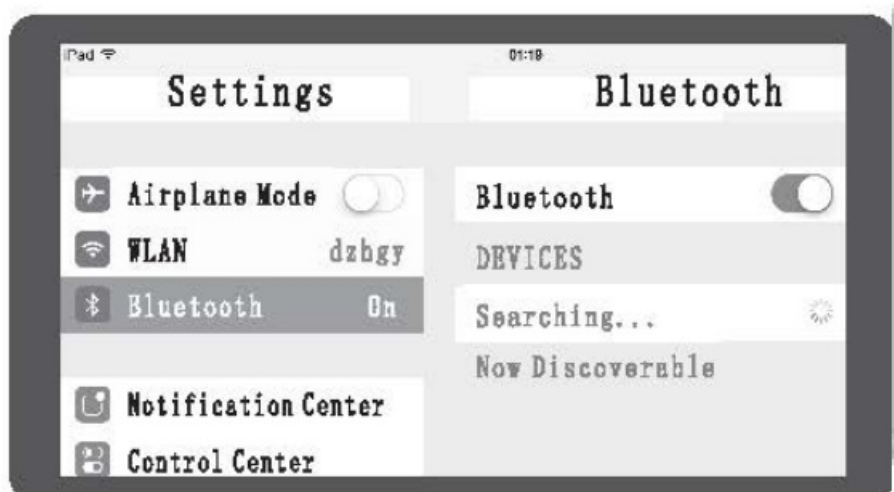 iPad
01:19
Settings
Bluetooth
Airplane Mode
WLAN dzhgy
Bluetooth On
Notification Center
Control Center
Bluetooth
DEVICES
Searching...
Now Discoverable